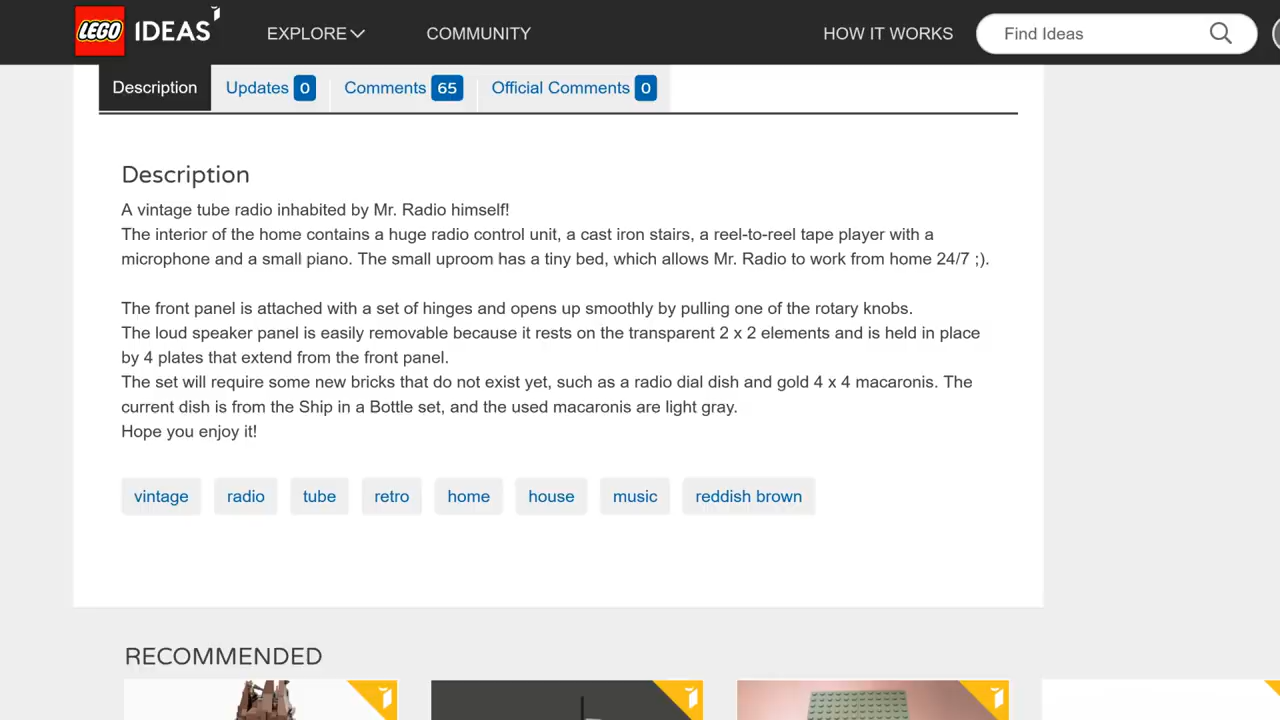 LEGO IDEAS EXPLORE COMMUNITY HOW IT WORKS Find Ideas
Description Updates 0 Comments 65 Official Comments 0
Description
A vintage tube radio inhabited by Mr. Radio himself!
The interior of the home contains a huge radio control unit, a cast iron stairs, a reel-to-reel tape player with a
microphone and a small piano. The small uproom has a tiny bed, which allows Mr. Radio to work from home 24/7 ;).
The front panel is attached with a set of hinges and opens up smoothly by pulling one of the rotary knobs.
The loud speaker panel is easily removable because it rests on the transparent 2 x 2 elements and is held in place
by 4 plates that extend from the front panel.
The set will require some new bricks that do not exist yet, such as a radio dial dish and gold 4 x 4 macaronis. The
current dish is from the Ship in a Bottle set, and the used macaronis are light gray.
Hope you enjoy it!
vintage radio tube retro home house music reddish brown
RECOMMENDED